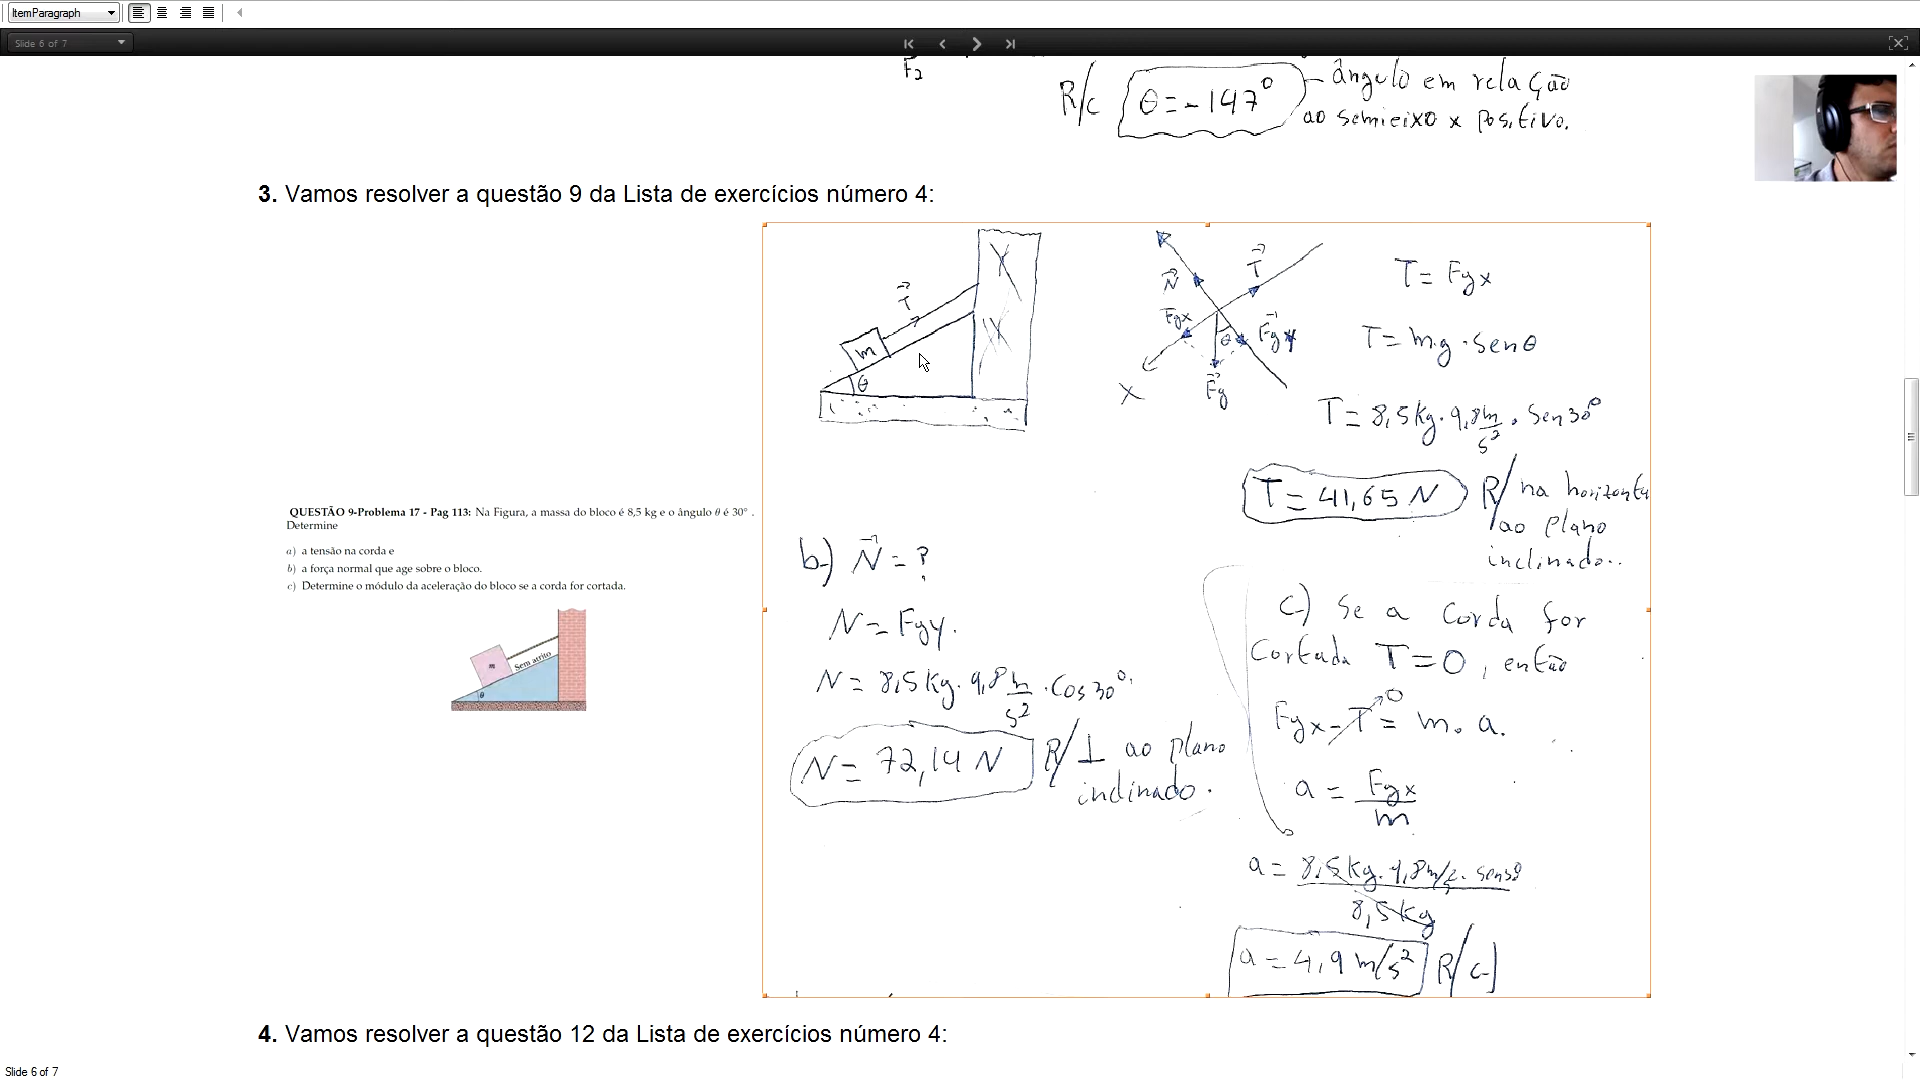 ItemParagraph
Slide 6 of 7
F2
R/c θ = -147° ângulo em relação
ao semieixo x positivo.
3. Vamos resolver a questão 9 da Lista de exercícios número 4:
T
m
θ
N
T
Fgx
θ
Fgy
X
Fg
T = Fgx
T = m.g.senθ
T = 8,5 kg. 9,8 m/s² . Sen 30°
T = 41,65 N R/ na horizonta
ao plano
inclinado..
QUESTÃO 9-Problema 17 - Pag 113: Na Figura, a massa do bloco é 8,5 kg e o ângulo θ é 30° .
Determine
a) a tensão na corda e
b) a força normal que age sobre o bloco.
c) Determine o módulo da aceleração do bloco se a corda for cortada.
m
Sem atrito
θ
b) N = ?
N = Fgy.
N = 8,5 kg. 9,8 m/s² . Cos 30°.
N = 72,14 N R/ ⊥ ao plano
inclinado.
c) Se a corda for
Cortada T = 0, então
Fgx - T = m. a.
0
a = Fgx/m
a = 8,5 kg. 9,8 m/s². sen30
8,5 kg
a = 4,9 m/s² R/c]
4. Vamos resolver a questão 12 da Lista de exercícios número 4:
Slide 6 of 7